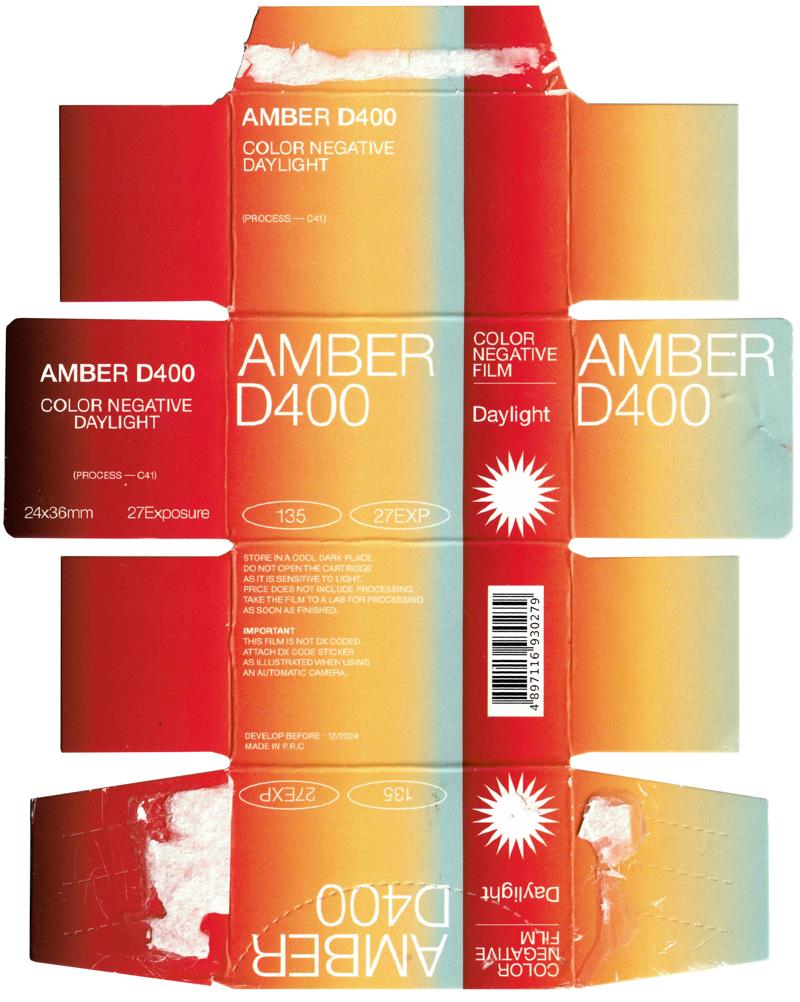 AMBER D400
COLOR NEGATIVE
DAYLIGHT
(PROCESS — C41)
AMBER D400
COLOR NEGATIVE
DAYLIGHT
(PROCESS — C41)
24x36mm 27Exposure
AMBER
D400
135 27EXP
COLOR
NEGATIVE
FILM
Daylight
AMBER
D400
STORE IN A COOL DARK PLACE.
DO NOT OPEN THE CARTRIDGE
AS IT IS SENSITIVE TO LIGHT.
PRICE DOES NOT INCLUDE PROCESSING.
TAKE THE FILM TO A LAB FOR PROCESSING
AS SOON AS FINISHED.
IMPORTANT
THIS FILM IS NOT DX CODED.
ATTACH DX CODE STICKER
AS ILLUSTRATED WHEN USING
AN AUTOMATIC CAMERA.
DEVELOP BEFORE : 12/2024
MADE IN P.R.C
4 897116 930279
AMBER
D400
135 27EXP
COLOR
NEGATIVE
FILM
Daylight